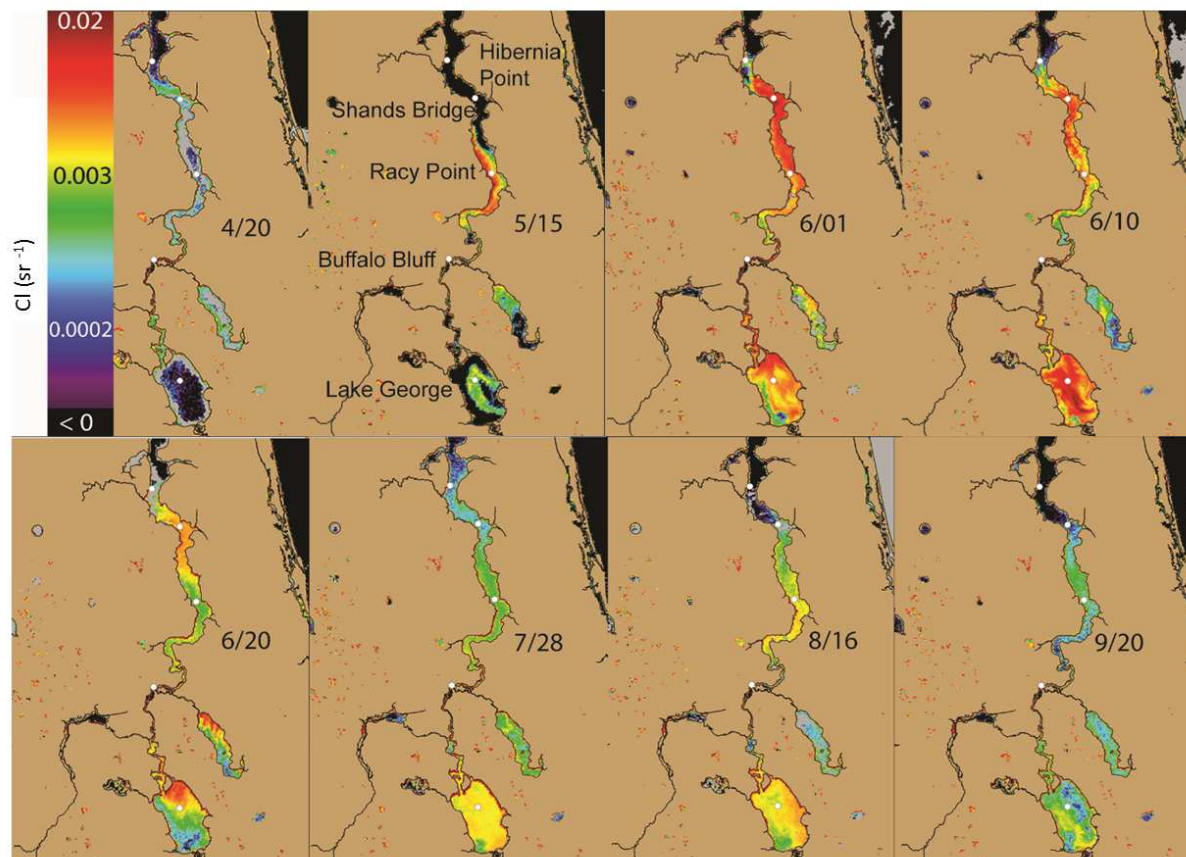 0.02
0.003
0.0002
< 0
CI (sr -1)
4/20
Hibernia
Point
Shands Bridge
Racy Point
5/15
Buffalo Bluff
Lake George
6/01
6/10
6/20
7/28
8/16
9/20